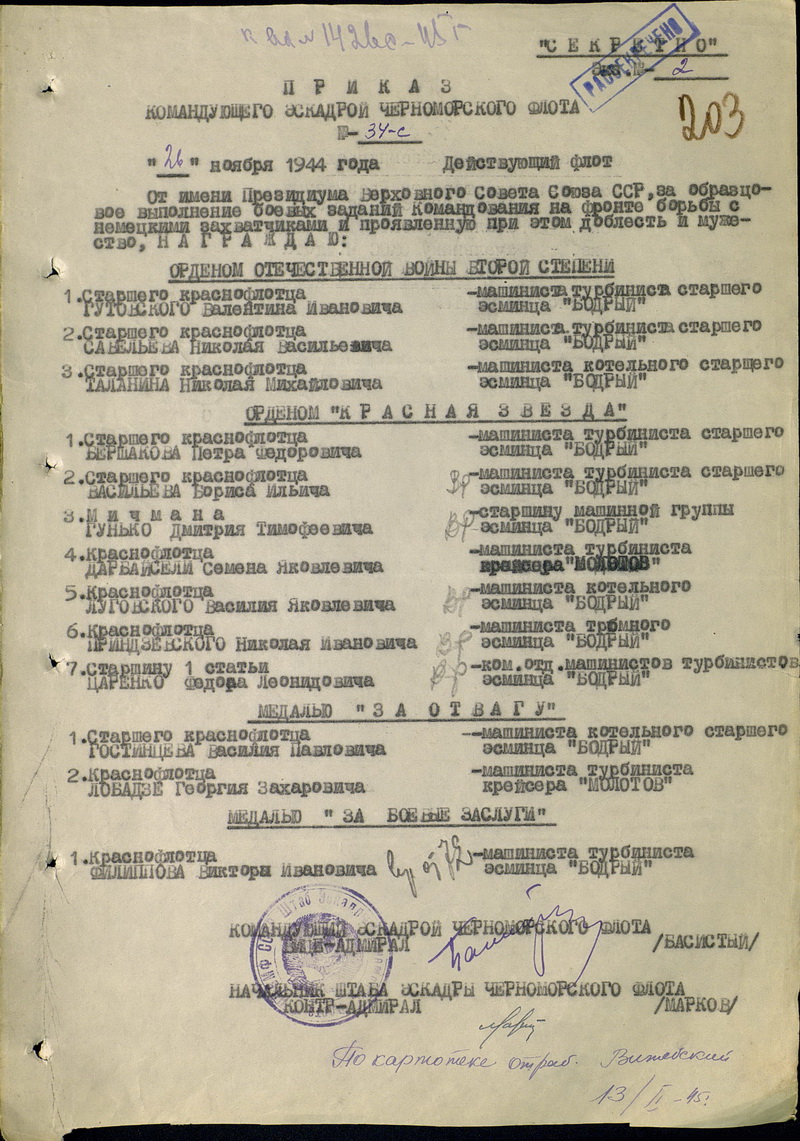 "СЕКРЕТНО"
РАССЕКРЕЧЕНО
Экз.№ 2
203
П Р И К А З
КОМАНДУЮЩЕГО ЭСКАДРОЙ ЧЕРНОМОРСКОГО ФЛОТА
№ 34-с
"26" ноября 1944 года Действующий флот
От имени Президиума Верховного Совета Союза ССР, за образцо-
вое выполнение боевых заданий Командования на фронте борьбы с
немецкими захватчиками и проявленную при этом доблесть и муже-
ство, Н А Г Р А Ж Д А Ю:
ОРДЕНОМ ОТЕЧЕСТВЕННОЙ ВОЙНЫ ВТОРОЙ СТЕПЕНИ
1.Старшего краснофлотца -машиниста турбиниста старшего
ГУТОВСКОГО Валентина Ивановича эсминца "БОДРЫЙ"
2.Старшего краснофлотца -машиниста турбиниста старшего
САВЕЛЬЕВА Николая Васильевича эсминца "БОДРЫЙ"
3.Старшего краснофлотца -машиниста котельного старшего
ТАЛАНИНА Николая Михайловича эсминца "БОДРЫЙ"
ОРДЕНОМ "К Р А С Н А Я З В Е З Д А"
1.Старшего краснофлотца -машиниста турбиниста старшего
БЕРШАКОВА Петра Федоровича эсминца "БОДРЫЙ"
2.Старшего краснофлотца -машиниста турбиниста старшего
ВАСИЛЬЕВА Бориса Ильича эсминца "БОДРЫЙ"
3.М и ч м а н а -старшину машинной группы
ГУНЬКО Дмитрия Тимофеевича эсминца "БОДРЫЙ"
4.Краснофлотца -машиниста турбиниста
ДАРБАЙСЕЛИ Семена Яковлевича крейсера "МОЛОТОВ"
5.Краснофлотца -машиниста котельного
ЛУГОВСКОГО Василия Яковлевича эсминца "БОДРЫЙ"
6.Краснофлотца -машиниста трюмного
ПРИНДЗЕВСКОГО Николая Ивановича эсминца "БОДРЫЙ"
7.Старшину 1 статьи -ком.отд.машинистов турбинистов
ЦАРЕНКО Федора Леонидовича эсминца "БОДРЫЙ"
МЕДАЛЬЮ "З А О Т В А Г У"
1.Старшего краснофлотца -машиниста котельного старшего
ГОСТИНЦЕВА Василия Павловича эсминца "БОДРЫЙ"
2.Краснофлотца -машиниста турбиниста
ЛОБАДЗЕ Георгия Захаровича крейсера "МОЛОТОВ"
МЕДАЛЬЮ " ЗА БОЕВЫЕ ЗАСЛУГИ"
1.Краснофлотца -машиниста турбиниста
ФИЛИППОВА Виктора Ивановича эсминца "БОДРЫЙ"
КОМАНДУЮЩИЙ ЭСКАДРОЙ ЧЕРНОМОРСКОГО ФЛОТА
ВИЦЕ-АДМИРАЛ /БАСИСТЫЙ/
НАЧАЛЬНИК ШТАБА ЭСКАДРЫ ЧЕРНОМОРСКОГО ФЛОТА
КОНТР-АДМИРАЛ /МАРКОВ/
По картотеке отраб. Витебский
13/II-45г.